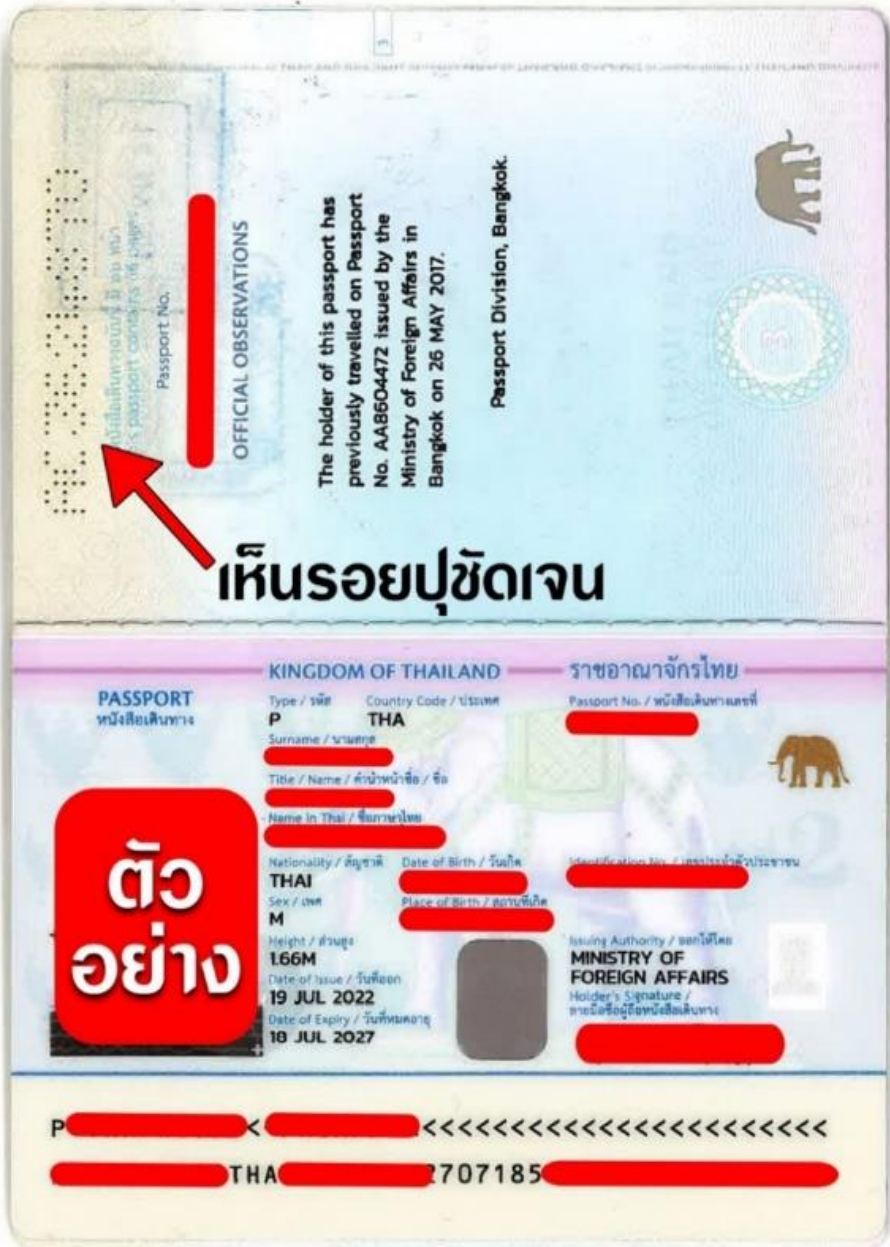 Passport No.
OFFICIAL OBSERVATIONS
The holder of this passport has
previously travelled on Passport
No. AA8604472 issued by the
Ministry of Foreign Affairs in
Bangkok on 26 MAY 2017.
Passport Division, Bangkok.
เห็นรอยปุชัดเจน
KINGDOM OF THAILAND
ราชอาณาจักรไทย
PASSPORT
หนังสือเดินทาง
Type / รหัส
Country Code / ประเทศ
Passport No. / หนังสือเดินทางเลขที่
P
THA
Surname / นามสกุล
Title / Name / คำนำหน้าชื่อ / ชื่อ
Name in Thai / ชื่อภาษาไทย
Nationality / สัญชาติ
Date of Birth / วันเกิด
Identification No. / เลขประจำตัวประชาชน
THAI
Sex / เพศ
Place of Birth / สถานที่เกิด
M
Height / ส่วนสูง
1.66M
Issuing Authority / ออกให้โดย
MINISTRY OF
FOREIGN AFFAIRS
Date of Issue / วันที่ออก
19 JUL 2022
Holder's Signature /
ลายมือชื่อผู้ถือหนังสือเดินทาง
Date of Expiry / วันที่หมดอายุ
18 JUL 2027
ตัว
อย่าง
P
<
<<<<<<<<<<<<<<<<<<<<<<<
THA
2707185